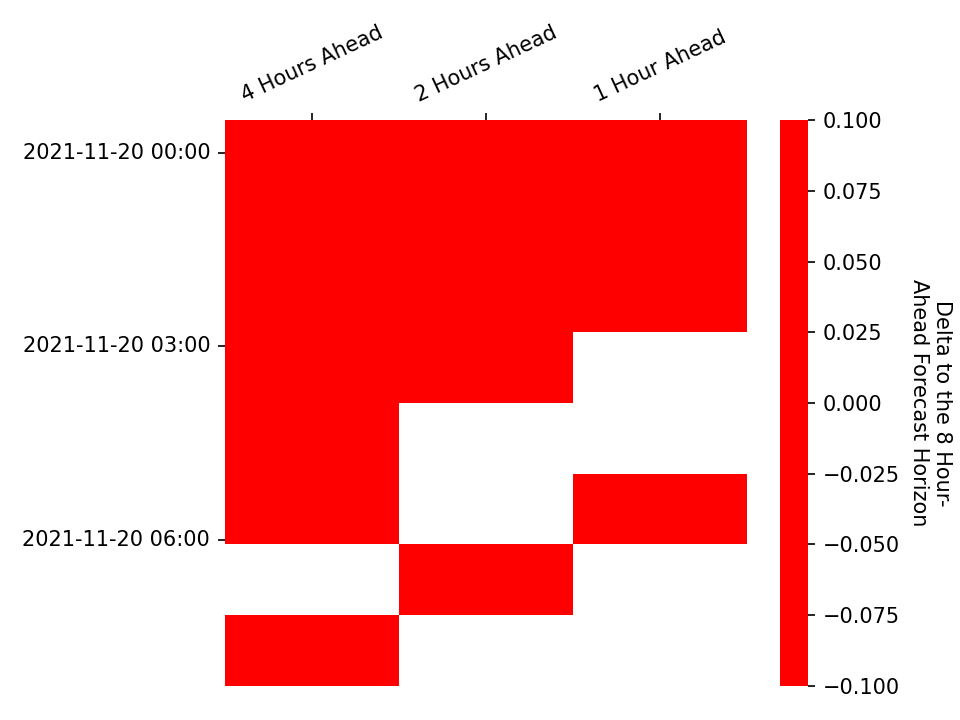 4 Hours Ahead
2 Hours Ahead
1 Hour Ahead
2021-11-20 00:00
2021-11-20 03:00
2021-11-20 06:00
0.100
0.075
0.050
0.025
0.000
−0.025
−0.050
−0.075
−0.100
Delta to the 8 Hour-
Ahead Forecast Horizon